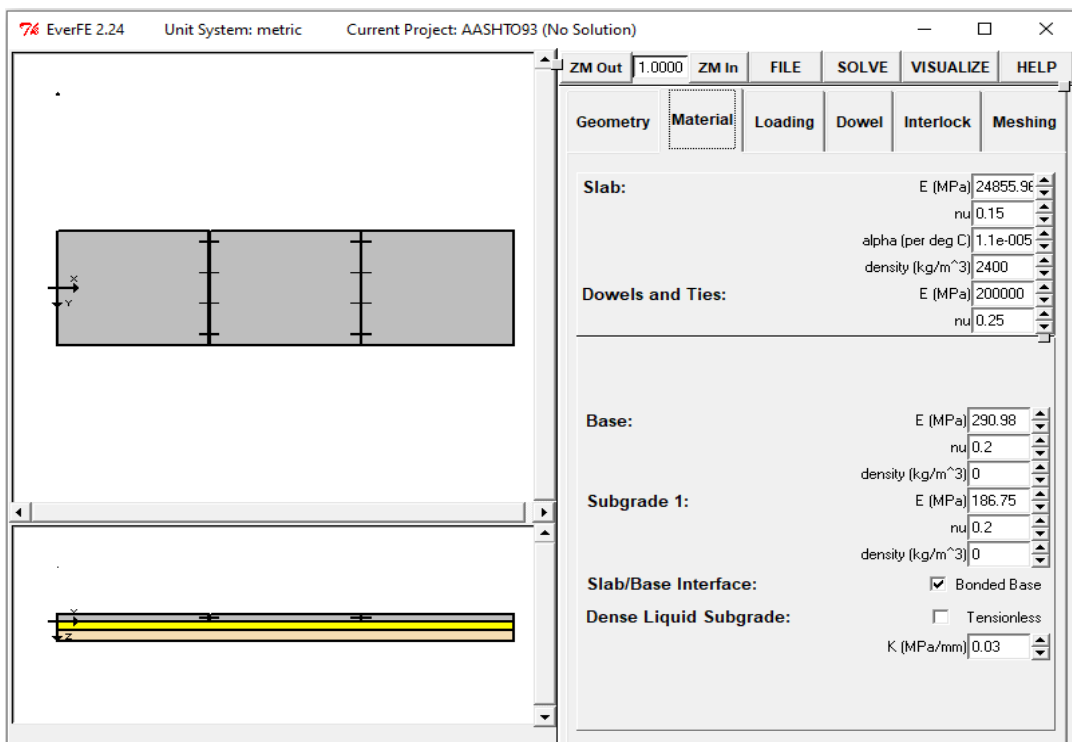 EverFE 2.24 Unit System: metric Current Project: AASHTO93 (No Solution)
ZM Out 1.0000 ZM In FILE SOLVE VISUALIZE HELP
Geometry Material Loading Dowel Interlock Meshing
Slab: E (MPa) 24855.96
nu 0.15
alpha (per deg C) 1.1e-005
density (kg/m^3) 2400
Dowels and Ties: E (MPa) 200000
nu 0.25
X
Y
Base: E (MPa) 290.98
nu 0.2
density (kg/m^3) 0
Subgrade 1: E (MPa) 186.75
nu 0.2
density (kg/m^3) 0
Slab/Base Interface: Bonded Base
Dense Liquid Subgrade: Tensionless
K (MPa/mm) 0.03
X
Z